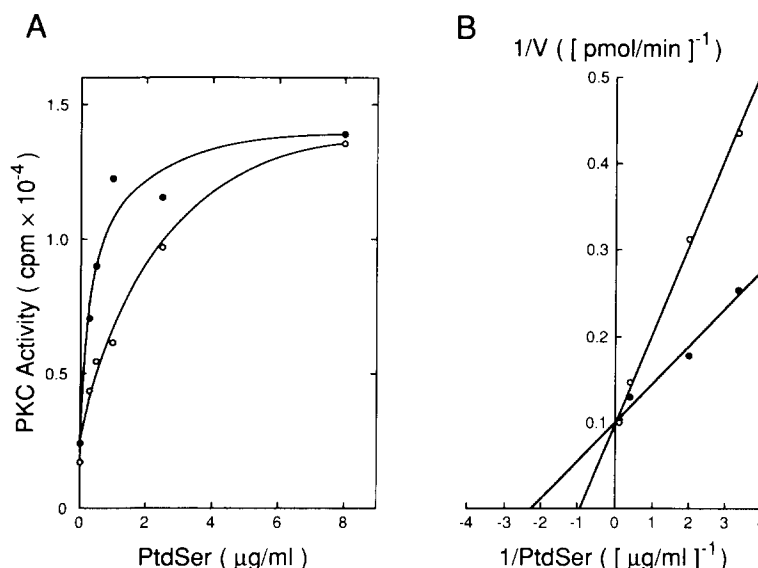 A
PKC Activity ( cpm × 10⁻⁴ )
1.5
1.0
0.5
0
0 2 4 6 8
PtdSer ( μg/ml )
B
1/V ( [ pmol/min ]⁻¹ )
0.5
0.4
0.3
0.2
0.1
-4 -3 -2 -1 0 1 2 3 4
1/PtdSer ( [ μg/ml ]⁻¹ )